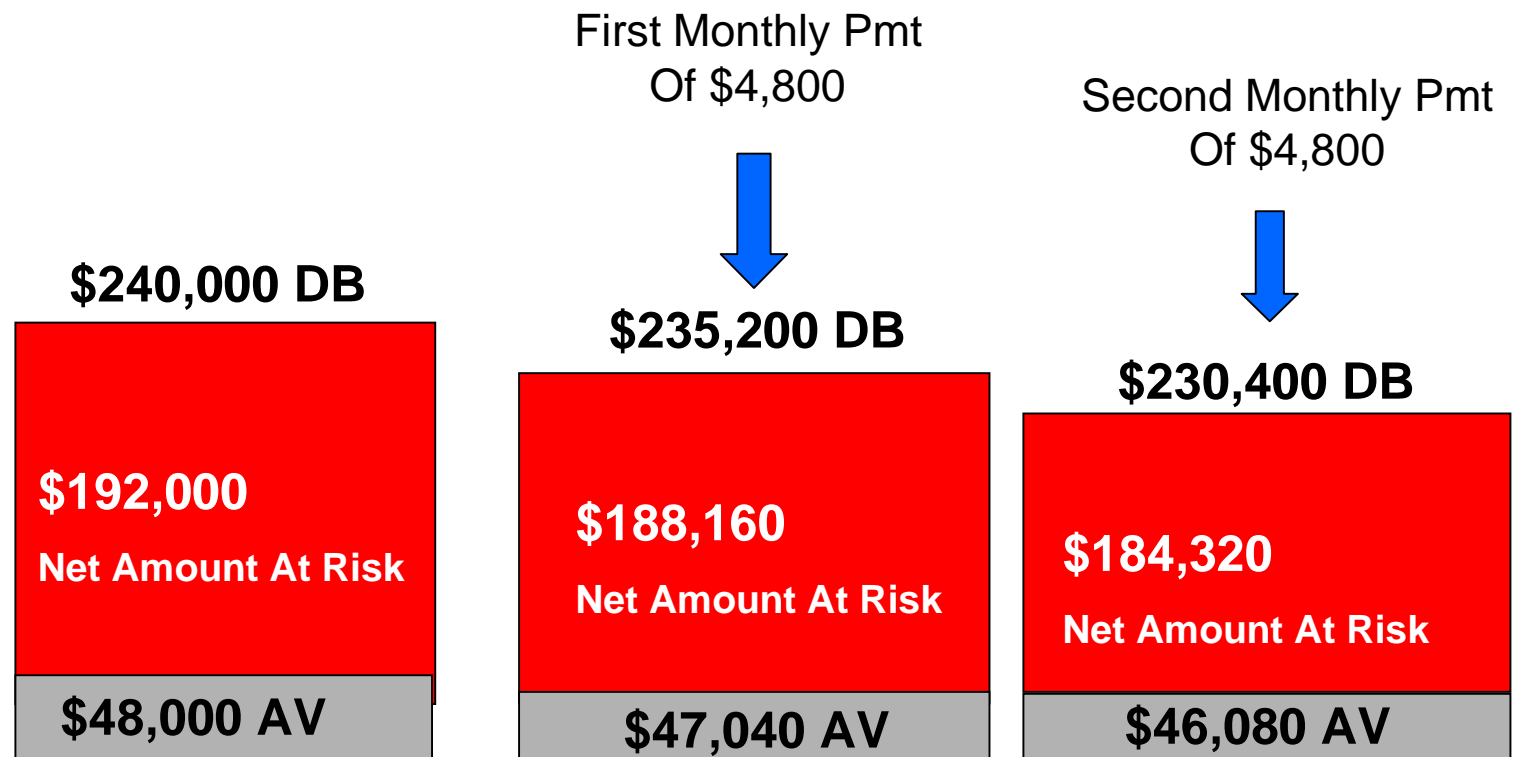 First Monthly Pmt
Of $4,800
Second Monthly Pmt
Of $4,800
$240,000 DB
$235,200 DB
$230,400 DB
$192,000
Net Amount At Risk
$188,160
Net Amount At Risk
$184,320
Net Amount At Risk
$48,000 AV
$47,040 AV
$46,080 AV